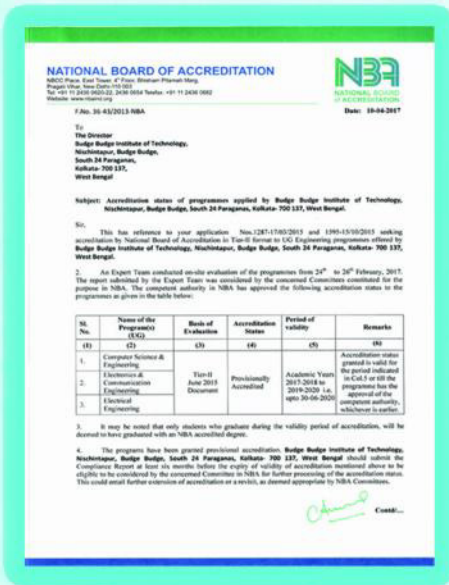 NATIONAL BOARD OF ACCREDITATION
NBCC Place, East Tower, 4th Floor, Bhisham Pitamah Marg,
Pragati Vihar, New Delhi-110 003
Website: www.nbaind.org
NBA
NATIONAL BOARD
of ACCREDITATION
F.No. 36-43/2013-NBA
Date: 10-04-2017
To
The Director
Budge Budge Institute of Technology,
Nischintapur, Budge Budge,
South 24 Paraganas,
Kolkata- 700 137,
West Bengal
Subject: Accreditation status of programmes applied by Budge Budge Institute of Technology,
Nischintapur, Budge Budge, South 24 Paraganas, Kolkata- 700 137, West Bengal.
Sir,
This has reference to your application Nos.1287-17/03/2015 and 1595-15/10/2015 seeking
accreditation by National Board of Accreditation in Tier-II format to UG Engineering programmes offered by
Budge Budge Institute of Technology, Nischintapur, Budge Budge, South 24 Paraganas, Kolkata- 700 137,
West Bengal.
2. An Expert Team conducted on-site evaluation of the programmes from 24th to 26th February, 2017.
The report submitted by the Expert Team was considered by the concerned Committees constituted for the
purpose in NBA. The competent authority in NBA has approved the following accreditation status to the
programmes as given in the table below:
Sl. No. Name of the Program(s) (UG) Basis of Evaluation Accreditation Status Period of validity Remarks
(1) (2) (3) (4) (5) (6)
1. Computer Science & Engineering
2. Electronics & Communication Engineering
3. Electrical Engineering
Tier-II June 2015 Document
Provisionally Accredited
Academic Years 2017-2018 to 2019-2020 i.e. upto 30-06-2020
Accreditation status granted is valid for the period indicated in Col.5 or till the programme has the approval of the competent authority, whichever is earlier.
3. It may be noted that only students who graduate during the validity period of accreditation, will be
deemed to have graduated with an NBA accredited degree.
4. The programs have been granted provisional accreditation. Budge Budge Institute of Technology,
Nischintapur, Budge Budge, South 24 Paraganas, Kolkata- 700 137, West Bengal should submit the
Compliance Report at least six months before the expiry of validity of accreditation mentioned above to be
eligible to be considered by the concerned Committee in NBA for further processing of the accreditation status.
This could entail further extension of accreditation or a revisit, as deemed appropriate by NBA Committees.
Contd/...